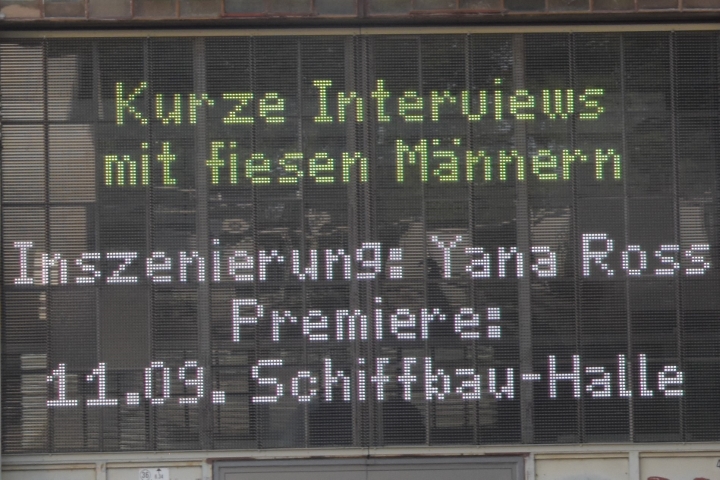 Kurze Interviews
mit fiesen Männern
Inszenierung: Yana Ross
Premiere:
11.09. Schiffbau-Halle